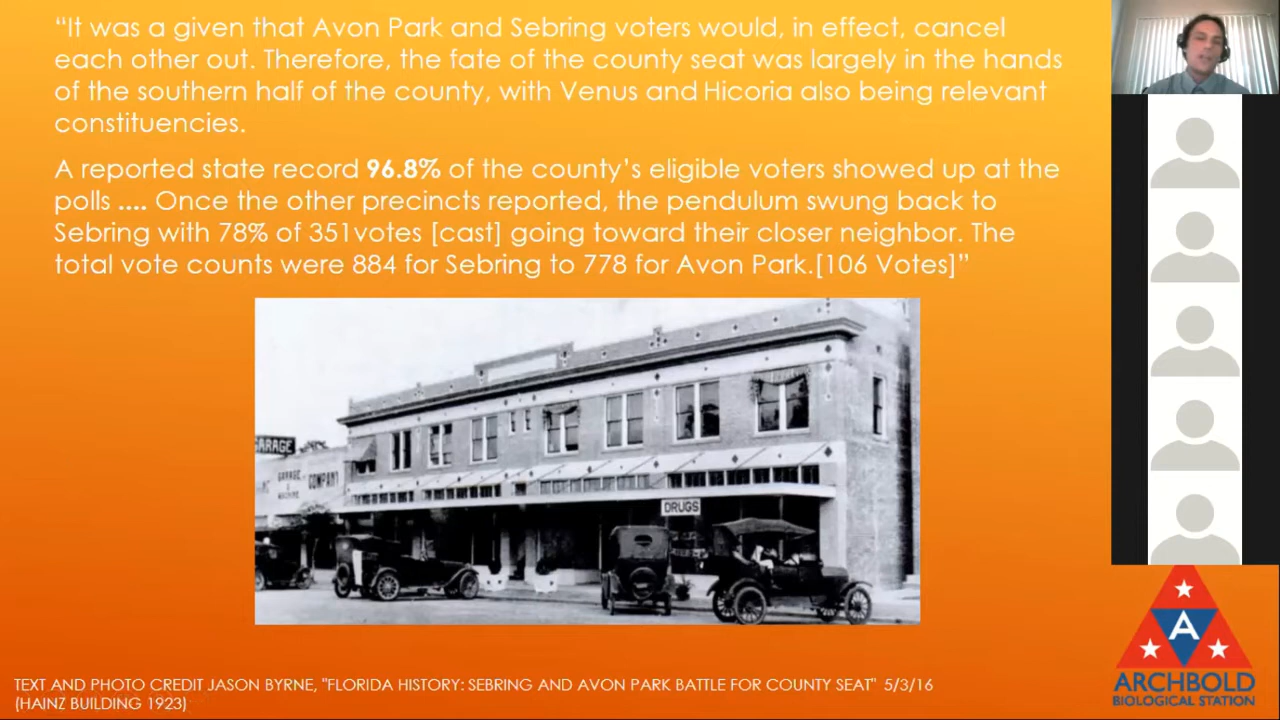 “It was a given that Avon Park and Sebring voters would, in effect, cancel
each other out. Therefore, the fate of the county seat was largely in the hands
of the southern half of the county, with Venus and Hicoria also being relevant
constituencies.
A reported state record 96.8% of the county’s eligible voters showed up at the
polls .... Once the other precincts reported, the pendulum swung back to
Sebring with 78% of 351votes [cast] going toward their closer neighbor. The
total vote counts were 884 for Sebring to 778 for Avon Park.[106 Votes]”
GARAGE
GARAGE
&
MACHINE
COMPANY
DRUGS
A
ARCHBOLD
BIOLOGICAL STATION
TEXT AND PHOTO CREDIT JASON BYRNE, "FLORIDA HISTORY: SEBRING AND AVON PARK BATTLE FOR COUNTY SEAT" 5/3/16
(HAINZ BUILDING 1923)